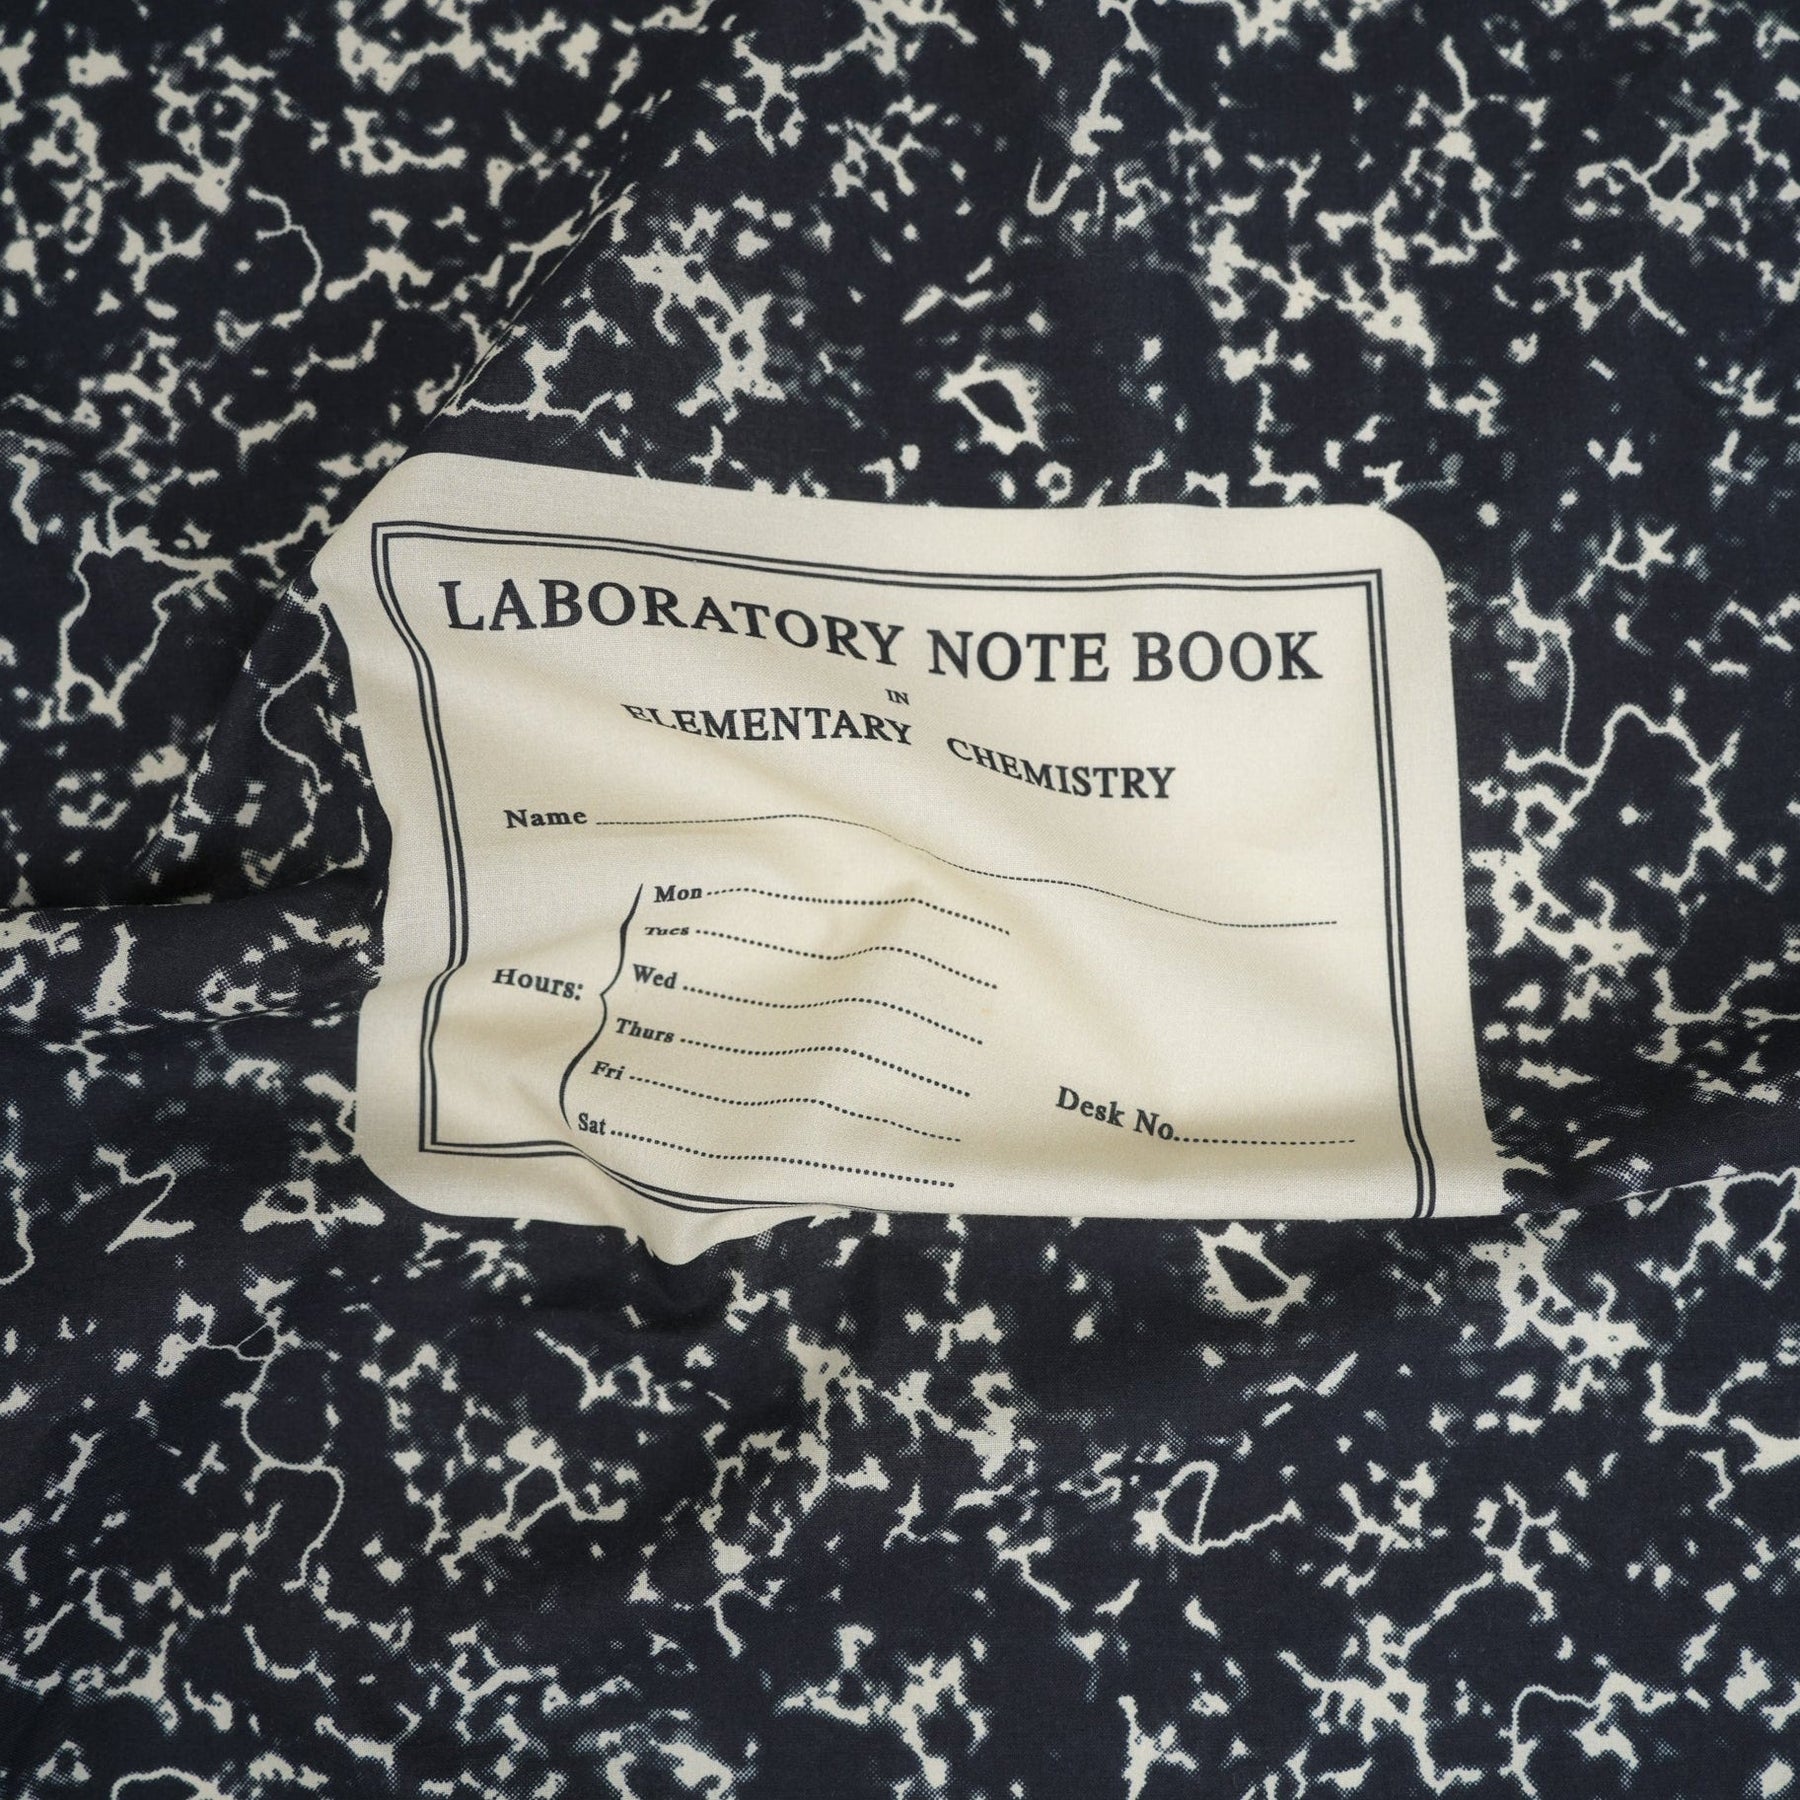 LABORATORY NOTE BOOK
IN
ELEMENTARY CHEMISTRY
Name
Hours:
Mon
Tues
Wed
Thurs
Fri
Sat
Desk No.